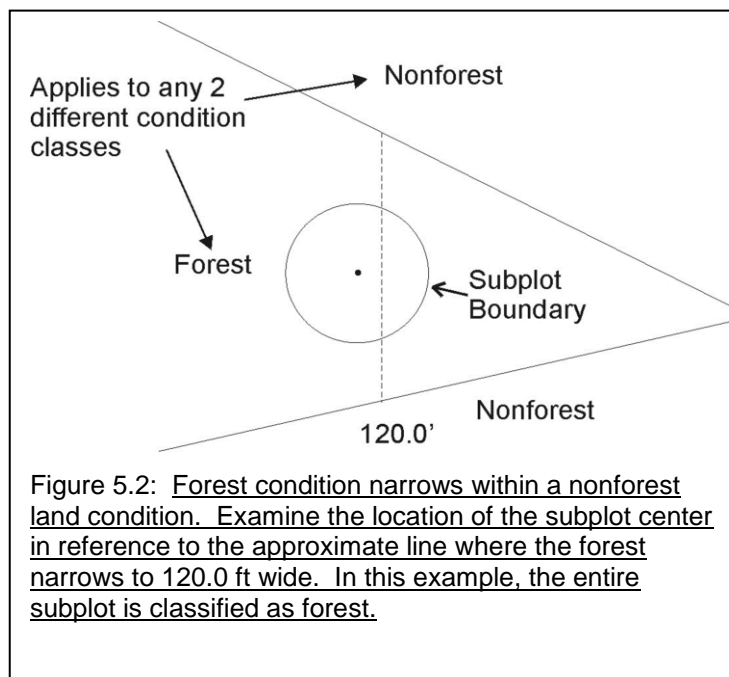 Applies to any 2
different condition
classes
Nonforest
Forest
Subplot
Boundary
Nonforest
120.0’
Figure 5.2:  Forest condition narrows within a nonforest
land condition.  Examine the location of the subplot center
in reference to the approximate line where the forest
narrows to 120.0 ft wide.  In this example, the entire
subplot is classified as forest.